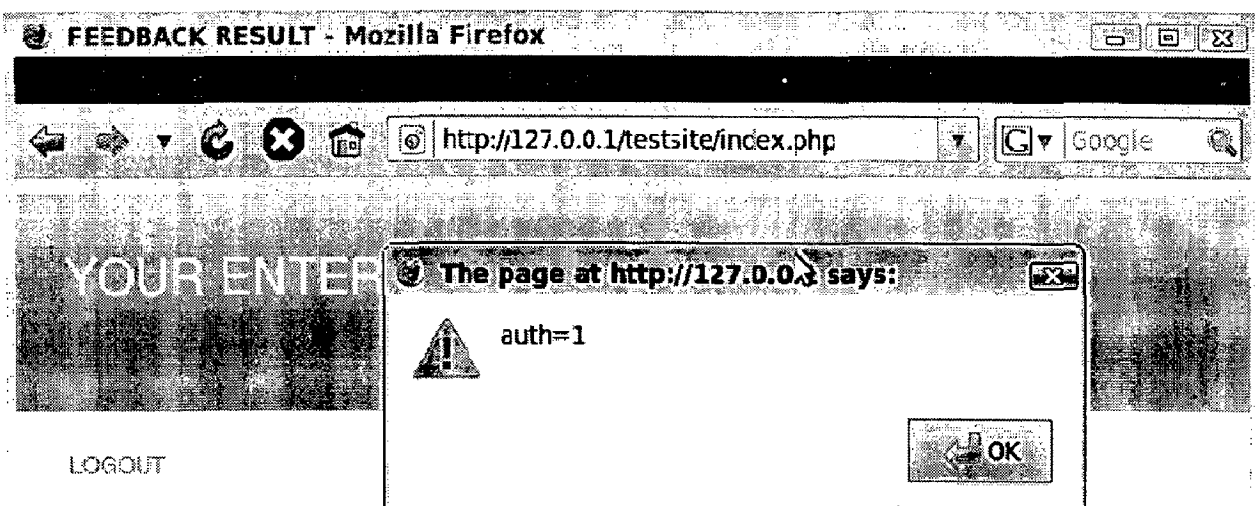 FEEDBACK RESULT - Mozilla Firefox
http://127.0.0.1/testsite/index.php
G Google
YOUR ENTER
The page at http://127.0.0. says:
auth=1
OK
LOGOUT